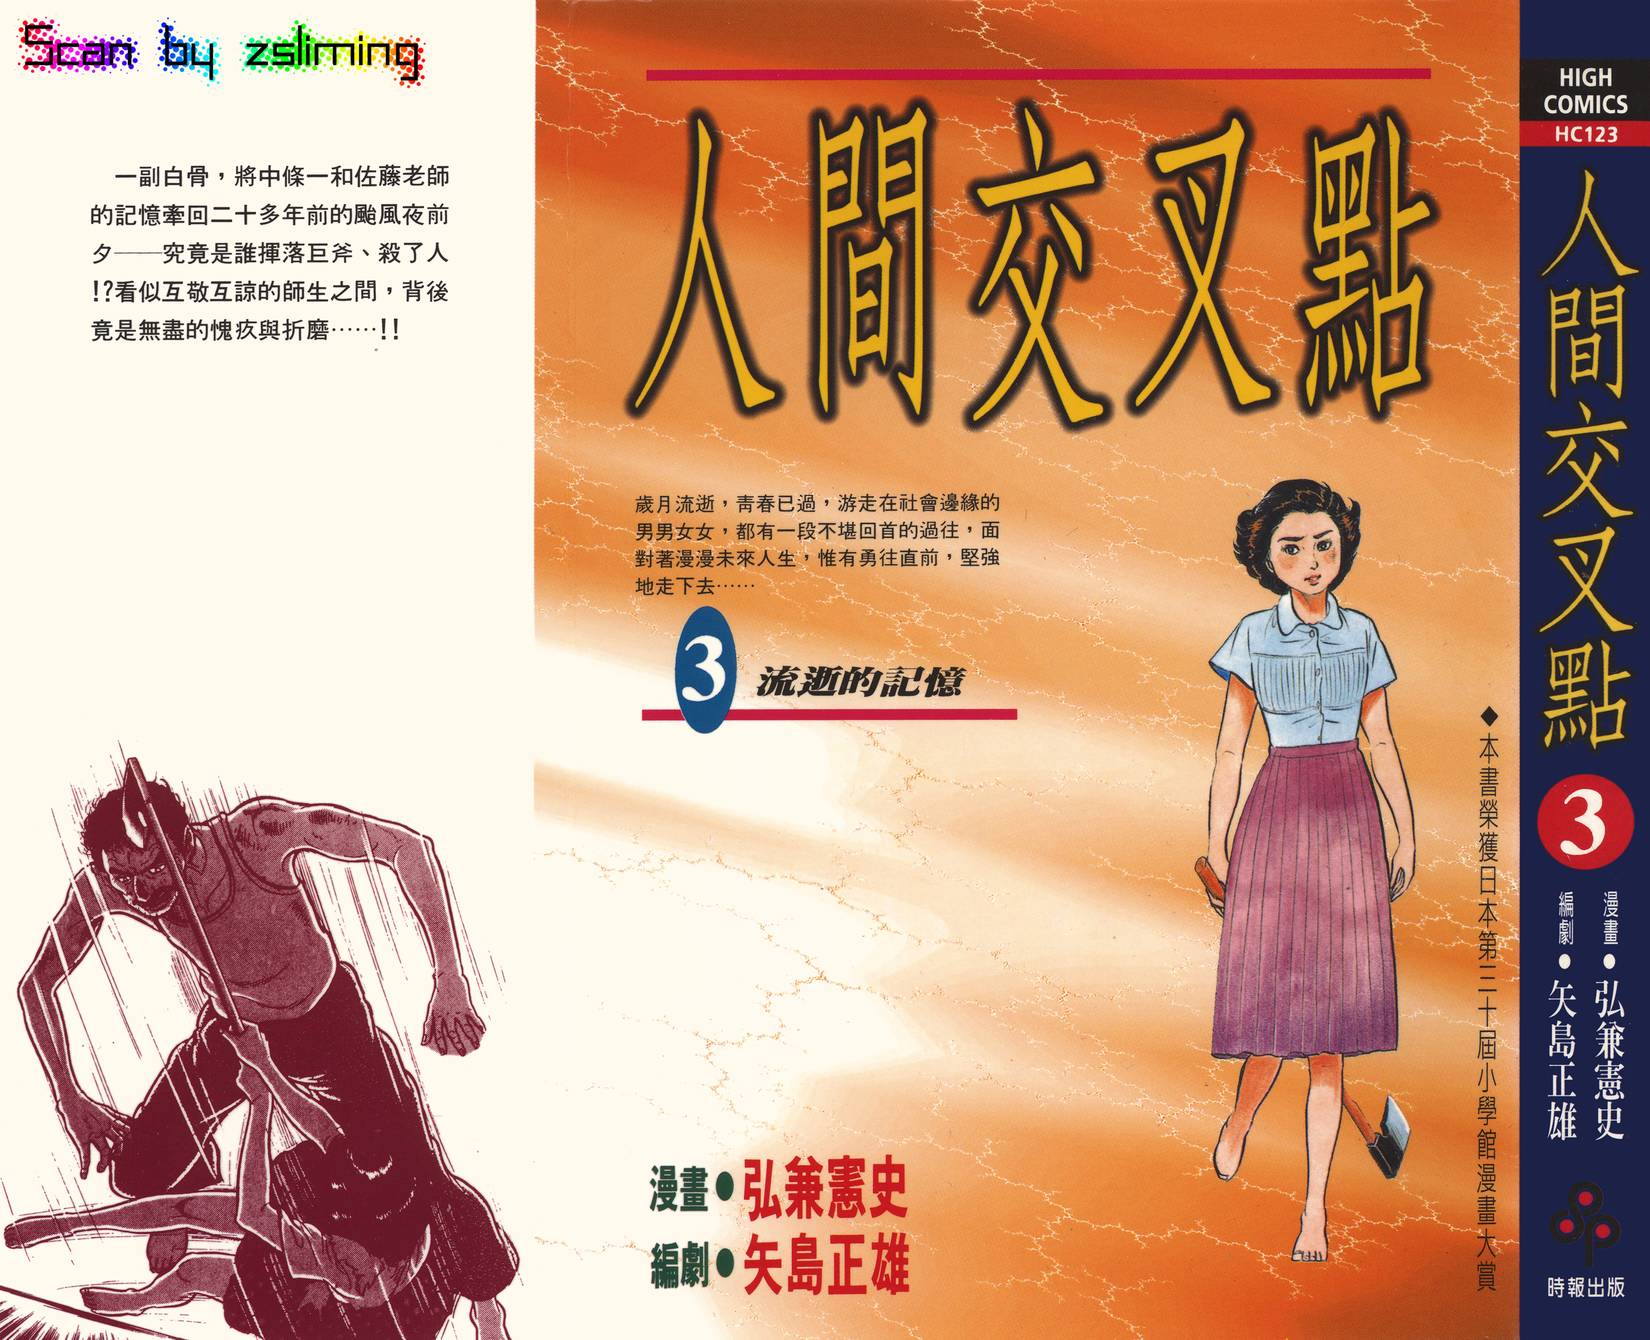 Scan by zsliming
一副白骨，將中條一和佐藤老師
的記憶牽回二十多年前的颱風夜前
夕——究竟是誰揮落巨斧、殺了人
!?看似互敬互諒的師生之間，背後
竟是無盡的愧疚與折磨……!!
人間交叉點
歲月流逝，青春已過，游走在社會邊緣的
男男女女，都有一段不堪回首的過往，面
對著漫漫未來人生，惟有勇往直前，堅強
地走下去……
3 流逝的記憶
漫畫●弘兼憲史
編劇●矢島正雄
◆本書榮獲日本第三十屆小學館漫畫大賞
HIGH
COMICS
HC123
人間交叉點
3
漫畫●弘兼憲史
編劇●矢島正雄
時報出版